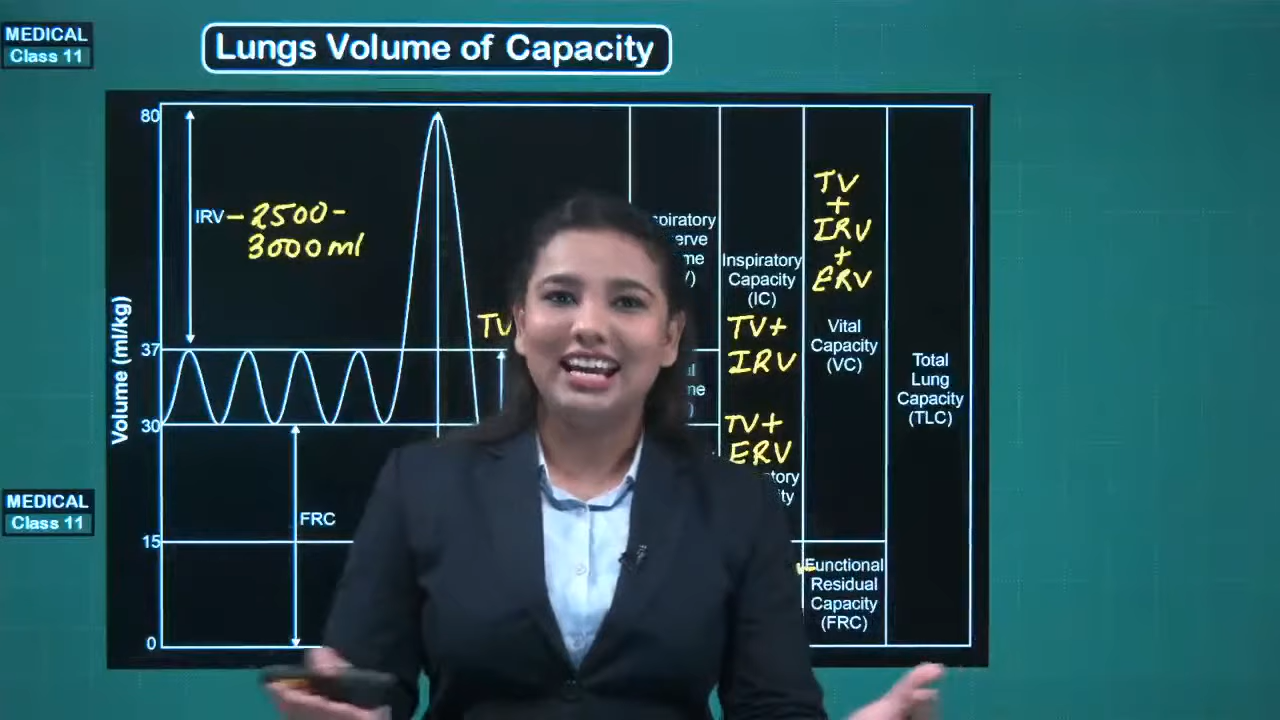 MEDICAL
Class 11
Lungs Volume of Capacity
80
IRV - 2500 -
3000 ml
37
30
15
0
Volume (ml/kg)
TV
FRC
Inspiratory
Capacity
(IC)
TV +
IRV
TV +
ERV
TV
+
IRV
+
ERV
Vital
Capacity
(VC)
Functional
Residual
Capacity
(FRC)
Total
Lung
Capacity
(TLC)
MEDICAL
Class 11